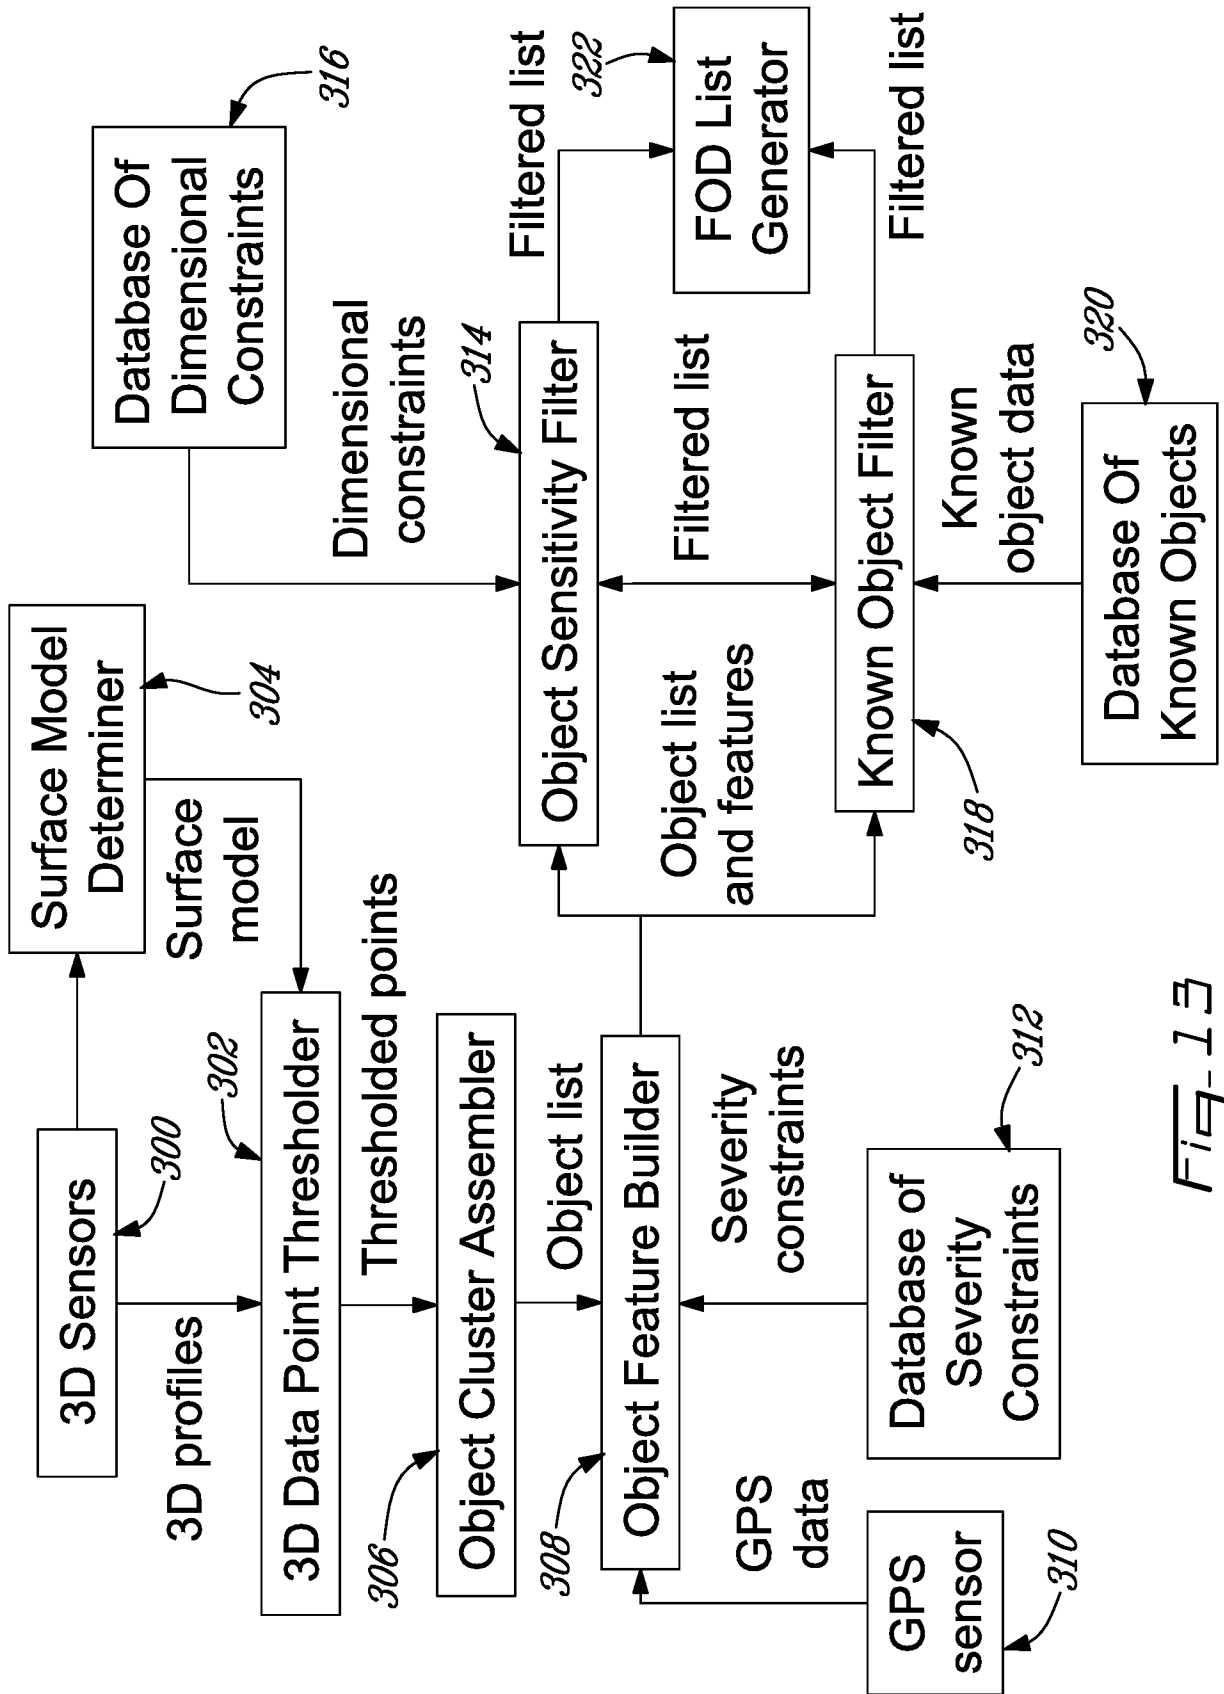 3D Sensors
300
3D profiles
Surface Model
Determiner
304
Surface
model
302
3D Data Point Thresholder
Thresholded points
306
Object Cluster Assembler
Object list
308
Object Feature Builder
GPS
data
GPS
sensor
310
Severity
constraints
Database of
Severity
Constraints
312
Object list
and features
Database Of
Dimensional
Constraints
316
Dimensional
constraints
314
Object Sensitivity Filter
Filtered list
Filtered list
Known Object Filter
318
Known
object data
Database Of
Known Objects
320
322
FOD List
Generator
Filtered list
Fig-13